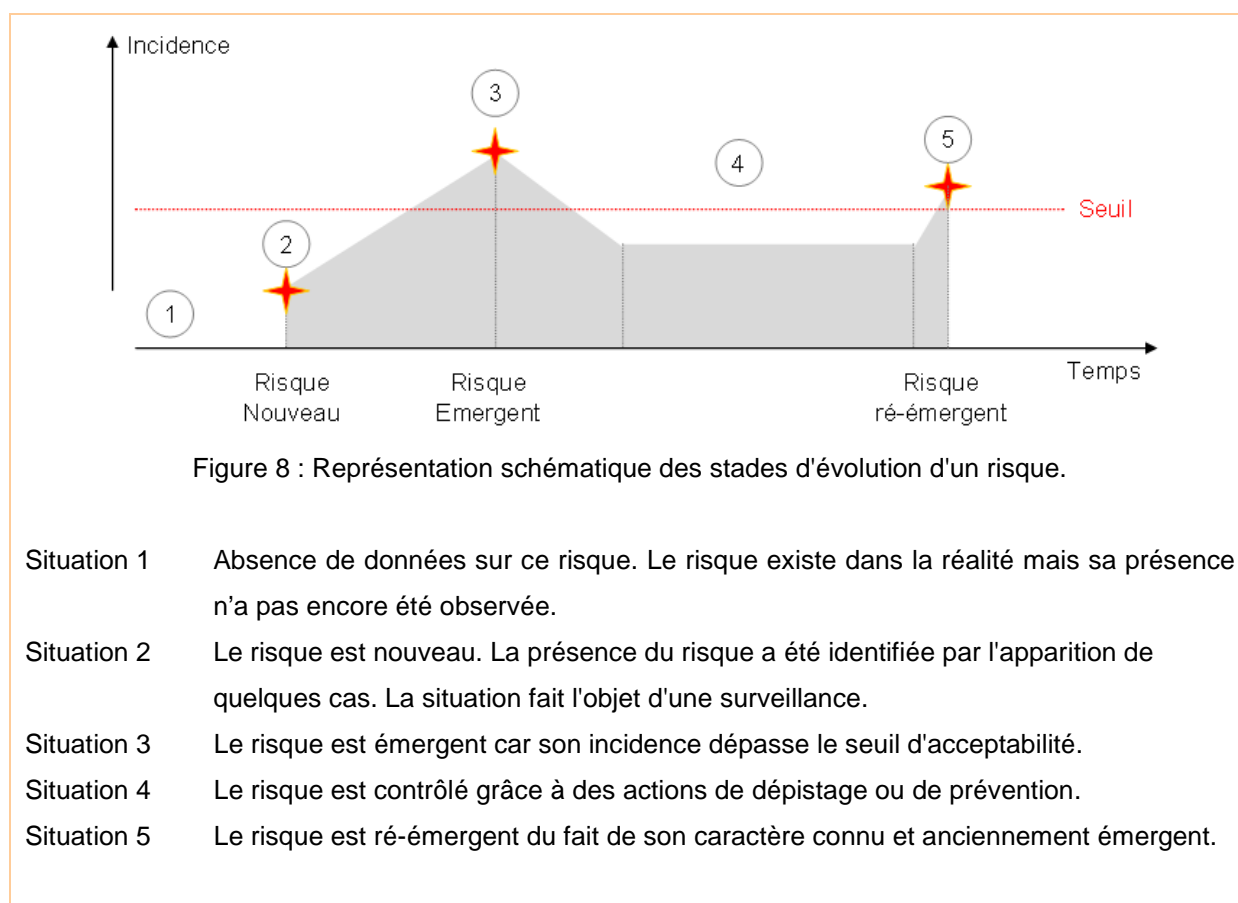 Incidence
3
5
4
Seuil
2
1
Temps
Risque
Nouveau
Risque
Emergent
Risque
ré-émergent
Figure 8 : Représentation schématique des stades d'évolution d'un risque.
Situation 1 Absence de données sur ce risque. Le risque existe dans la réalité mais sa présence
n'a pas encore été observée.
Situation 2 Le risque est nouveau. La présence du risque a été identifiée par l'apparition de
quelques cas. La situation fait l'objet d'une surveillance.
Situation 3 Le risque est émergent car son incidence dépasse le seuil d'acceptabilité.
Situation 4 Le risque est contrôlé grâce à des actions de dépistage ou de prévention.
Situation 5 Le risque est ré-émergent du fait de son caractère connu et anciennement émergent.